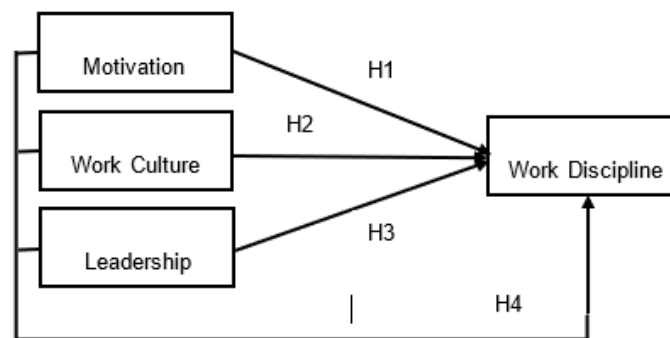 Motivation
H1
H2
Work Culture
Work Discipline
H3
Leadership
H4